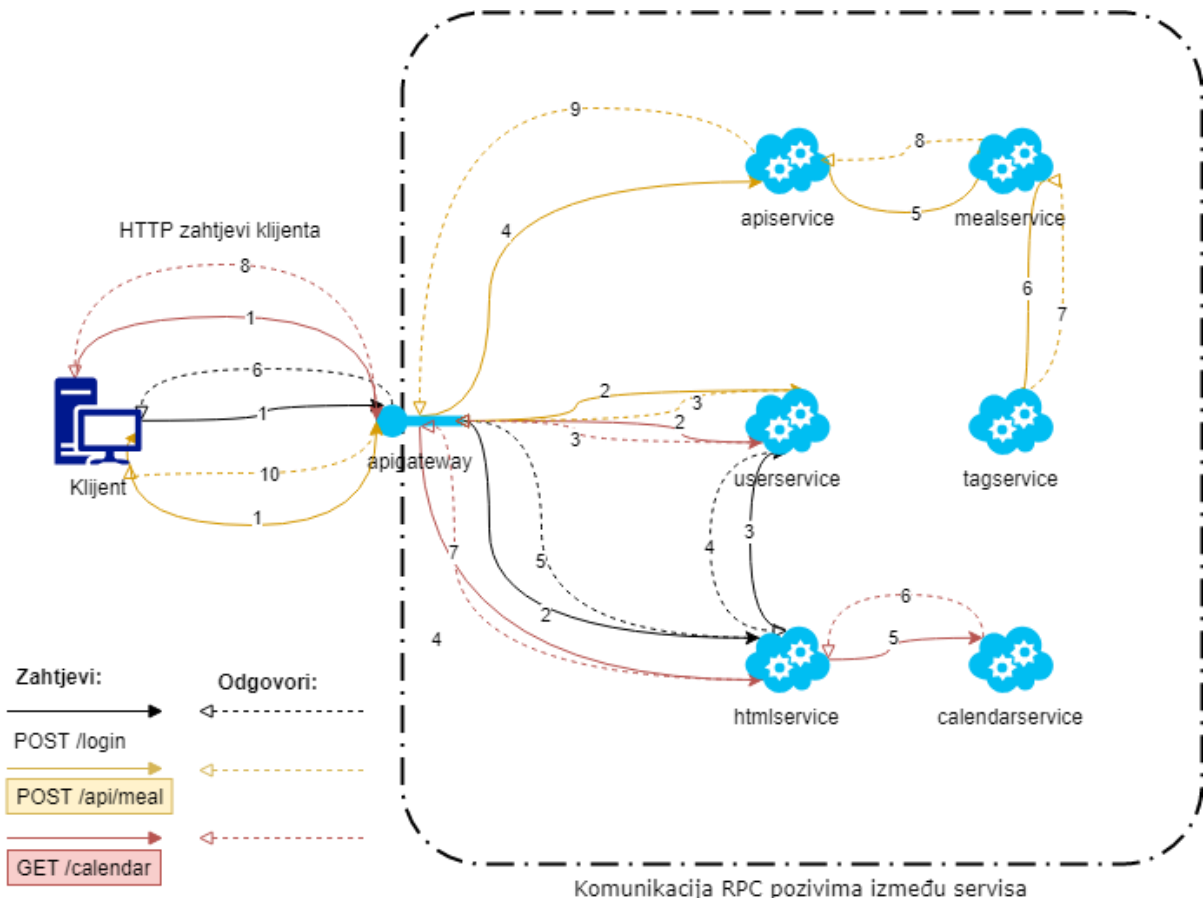 9
8
apiservice
5
mealservice
4
HTTP zahtjevi klijenta
8
6
7
1
6
2
3
1
2
3
apigateway
userservice
tagservice
10
Klijent
1
3
4
7
5
6
2
4
5
Zahtjevi:
Odgovori:
htmlservice
calendarservice
POST /login
POST /api/meal
GET /calendar
Komunikacija RPC pozivima između servisa